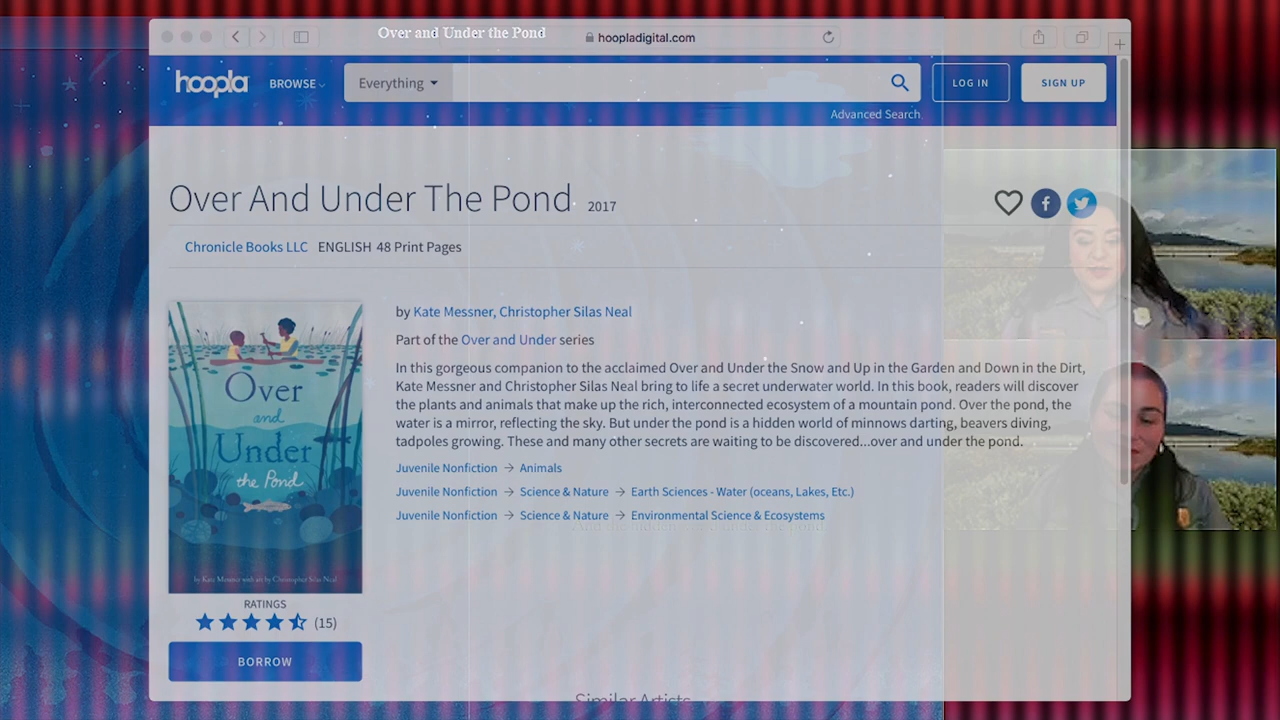 Over and Under the Pond
hoopladigital.com
hoopla
BROWSE
Everything
LOG IN
SIGN UP
Advanced Search
Over And Under The Pond 2017
Chronicle Books LLC ENGLISH 48 Print Pages
by Kate Messner, Christopher Silas Neal
Part of the Over and Under series
In this gorgeous companion to the acclaimed Over and Under the Snow and Up in the Garden and Down in the Dirt,
Kate Messner and Christopher Silas Neal bring to life a secret underwater world. In this book, readers will discover
the plants and animals that make up the rich, interconnected ecosystem of a mountain pond. Over the pond, the
water is a mirror, reflecting the sky. But under the pond is a hidden world of minnows darting, beavers diving,
tadpoles growing. These and many other secrets are waiting to be discovered...over and under the pond.
Juvenile Nonfiction → Animals
Juvenile Nonfiction → Science & Nature → Earth Sciences - Water (oceans, Lakes, Etc.)
Juvenile Nonfiction → Science & Nature → Environmental Science & Ecosystems
Over
and
Under
the Pond
by Kate Messner with art by Christopher Silas Neal
RATINGS
(15)
BORROW
Similar Artists